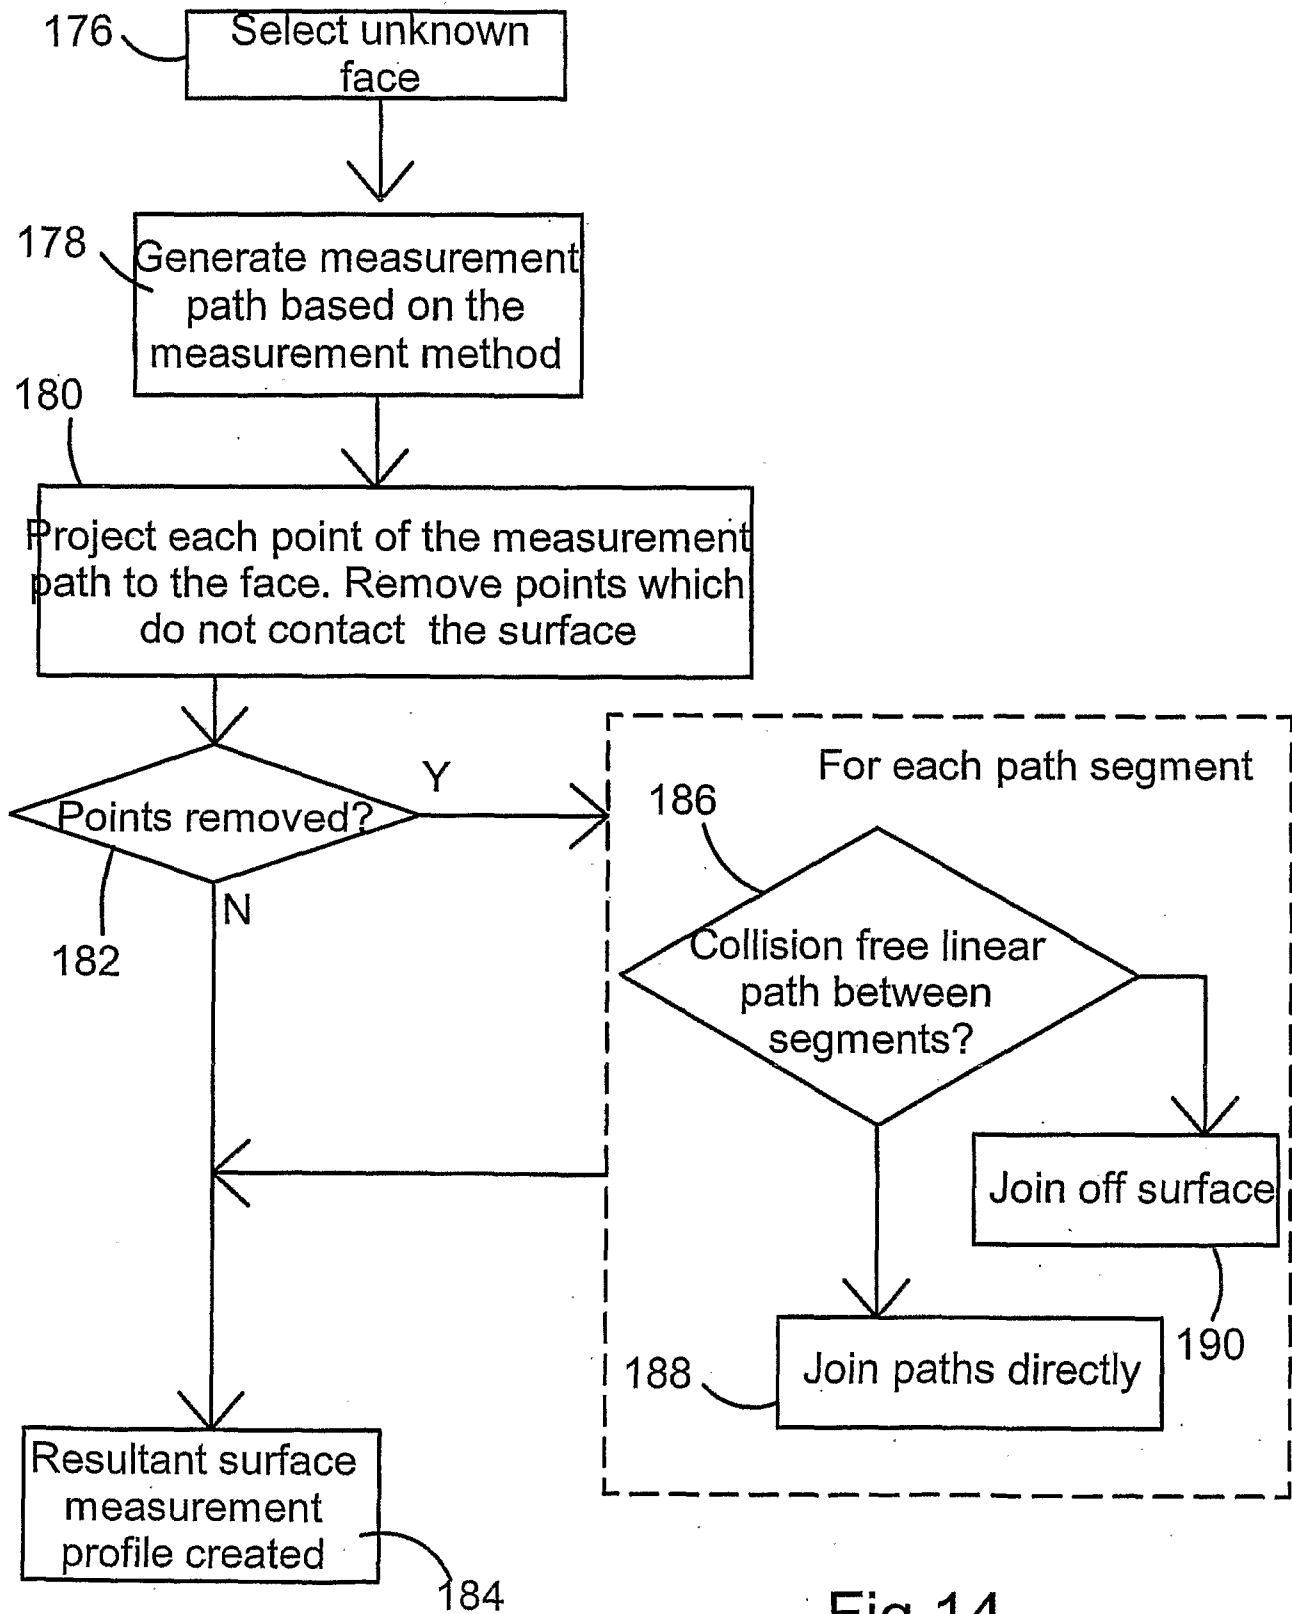 176
Select unknown
face
178
Generate measurement
path based on the
measurement method
180
Project each point of the measurement
path to the face. Remove points which
do not contact the surface
Points removed?
Y
N
182
For each path segment
186
Collision free linear
path between
segments?
Join off surface
190
188
Join paths directly
Resultant surface
measurement
profile created
184
Fig 14